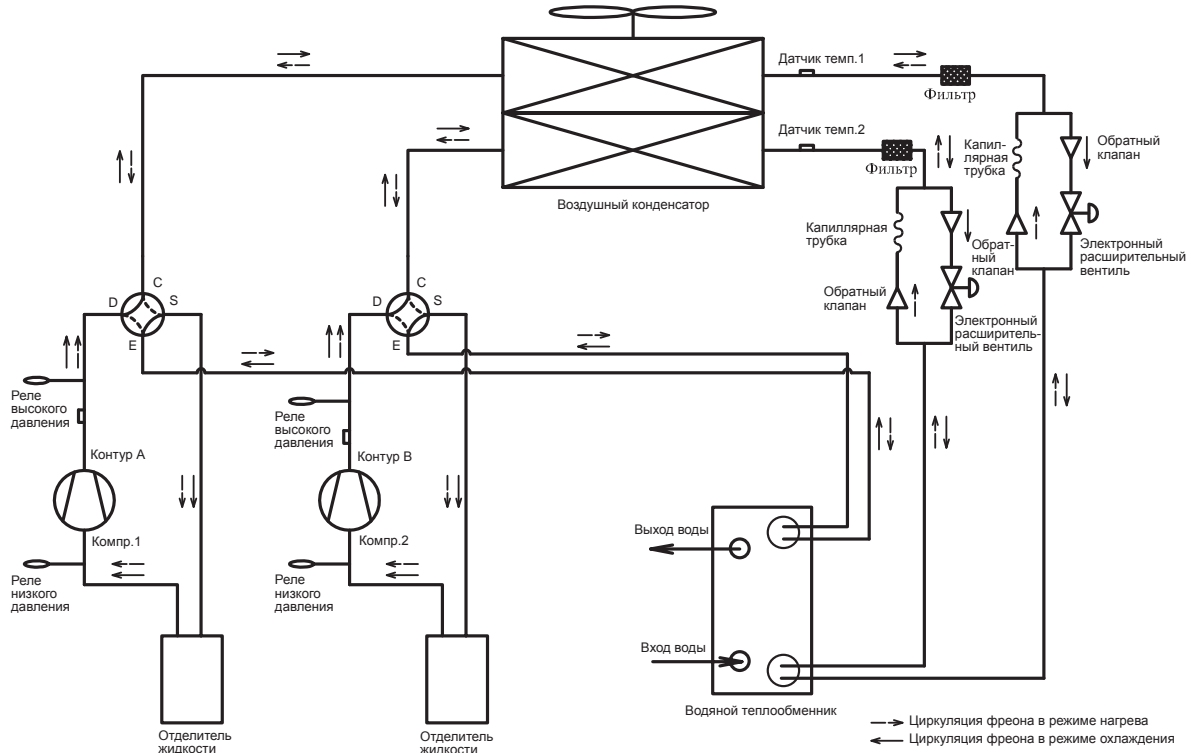 Датчик темп.1
Фильтр
Датчик темп.2
Фильтр
Воздушный конденсатор
Капил-
лярная
трубка
Обратный
клапан
Капиллярная
трубка
Обрат-
ный
клапан
Электронный
расширительный
вентиль
Обратный
клапан
Электронный
расширитель-
ный вентиль
C
D
S
E
C
D
S
E
Реле
высокого
давления
Реле
высокого
давления
Контур А
Контур В
Компр.1
Компр.2
Реле
низкого
давления
Реле
низкого
давления
Выход воды
Вход воды
Водяной теплообменник
Отделитель
жидкости
Отделитель
жидкости
Циркуляция фреона в режиме нагрева
Циркуляция фреона в режиме охлаждения